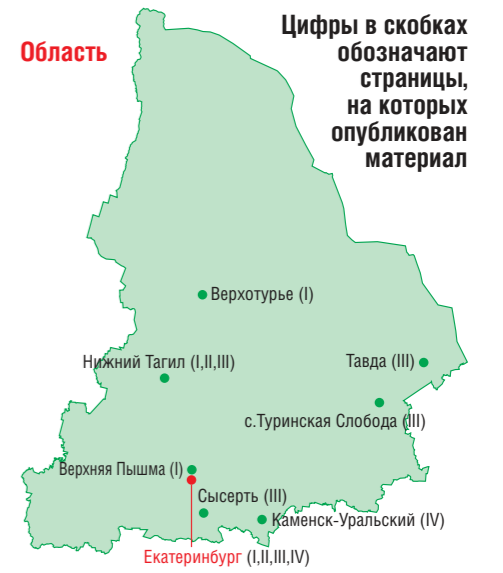 Область
Цифры в скобках
обозначают
страницы,
на которых
опубликован
материал
Верхотурье (I)
Нижний Тагил (I,II,III)
Тавда (III)
с.Туринская Слобода (III)
Верхняя Пышма (I)
Сысерть (III)
Каменск-Уральский (IV)
Екатеринбург (I,II,III,IV)